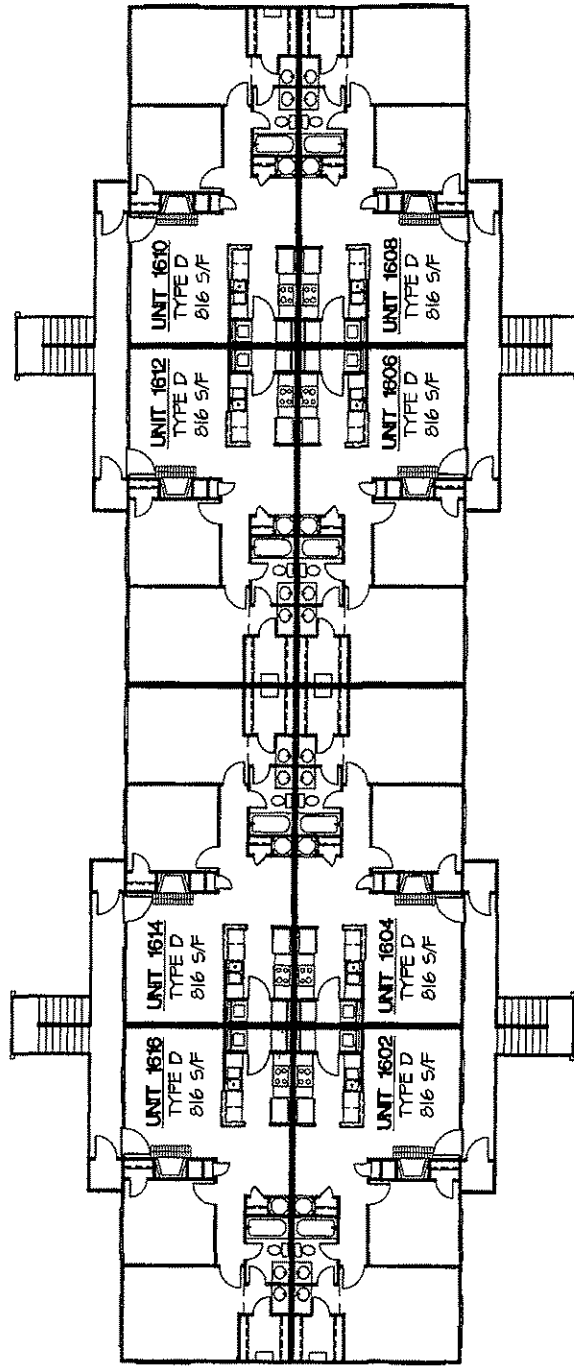 UNIT 1610
TYPE D
816 S/F
UNIT 1608
TYPE D
816 S/F
UNIT 1612
TYPE D
816 S/F
UNIT 1606
TYPE D
816 S/F
UNIT 1614
TYPE D
816 S/F
UNIT 1604
TYPE D
816 S/F
UNIT 1616
TYPE D
816 S/F
UNIT 1602
TYPE D
816 S/F